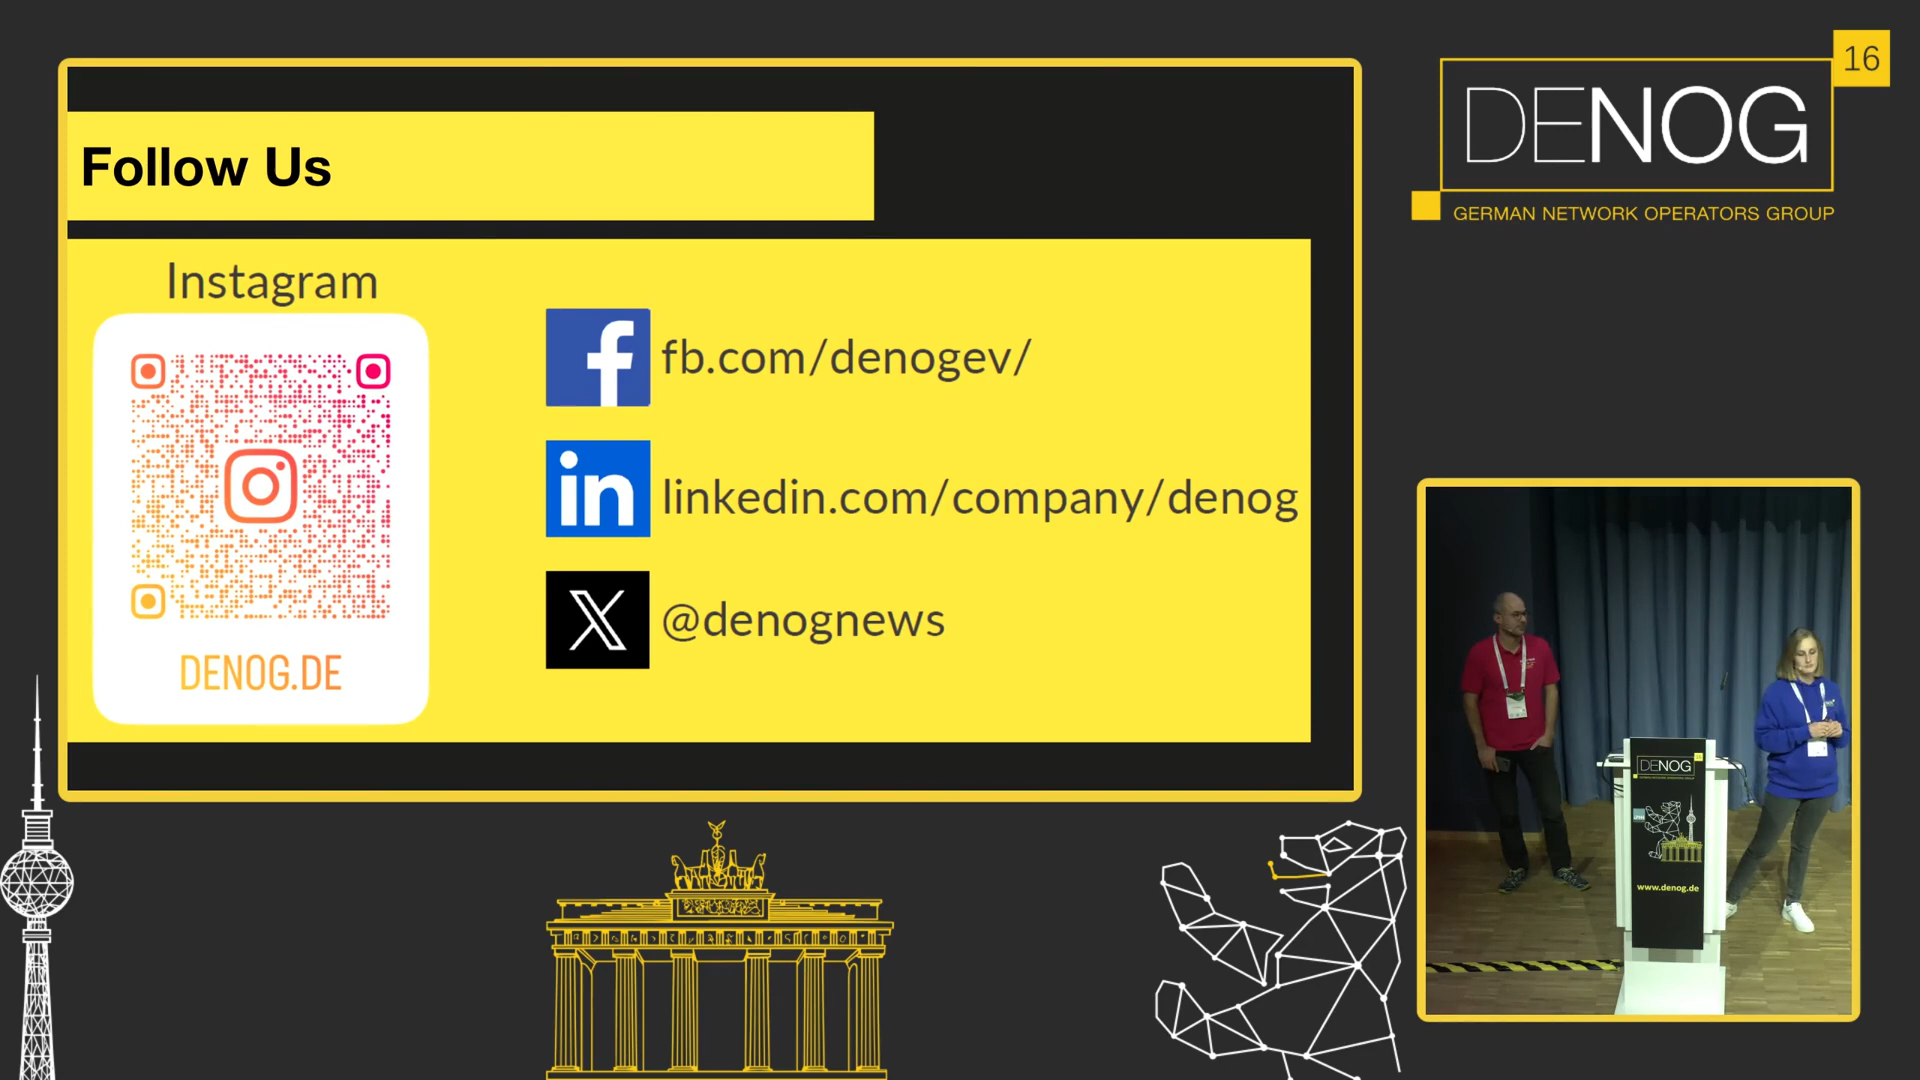 Follow Us
Instagram
DENOG.DE
fb.com/denogev/
linkedin.com/company/denog
@denognews
16
DENOG
GERMAN NETWORK OPERATORS GROUP
DENOG
www.denog.de